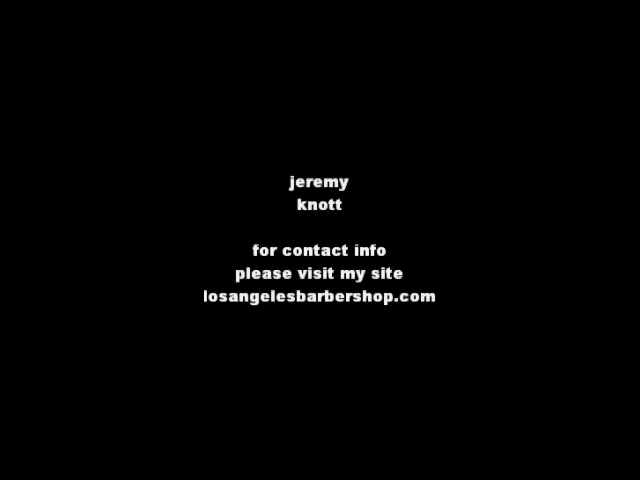 jeremy
knott
for contact info
please visit my site
losangelesbarbershop.com